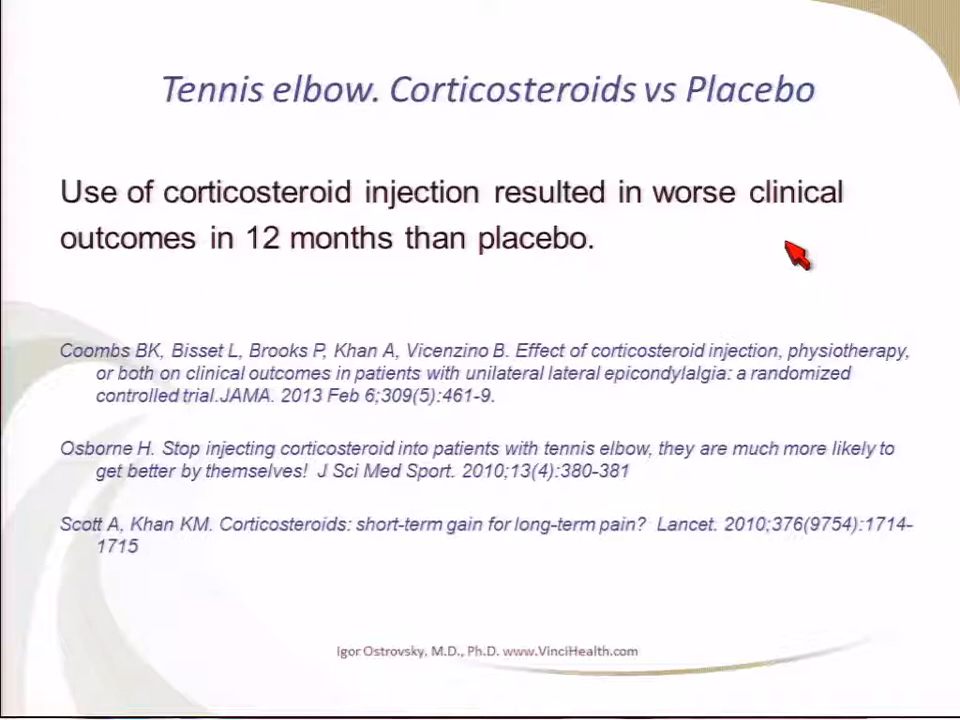 Tennis elbow. Corticosteroids vs Placebo
Use of corticosteroid injection resulted in worse clinical
outcomes in 12 months than placebo.
Coombs BK, Bisset L, Brooks P, Khan A, Vicenzino B. Effect of corticosteroid injection, physiotherapy,
or both on clinical outcomes in patients with unilateral lateral epicondylalgia: a randomized
controlled trial.JAMA. 2013 Feb 6;309(5):461-9.
Osborne H. Stop injecting corticosteroid into patients with tennis elbow, they are much more likely to
get better by themselves! J Sci Med Sport. 2010;13(4):380-381
Scott A, Khan KM. Corticosteroids: short-term gain for long-term pain? Lancet. 2010;376(9754):1714-
1715
Igor Ostrovsky, M.D., Ph.D. www.VinciHealth.com